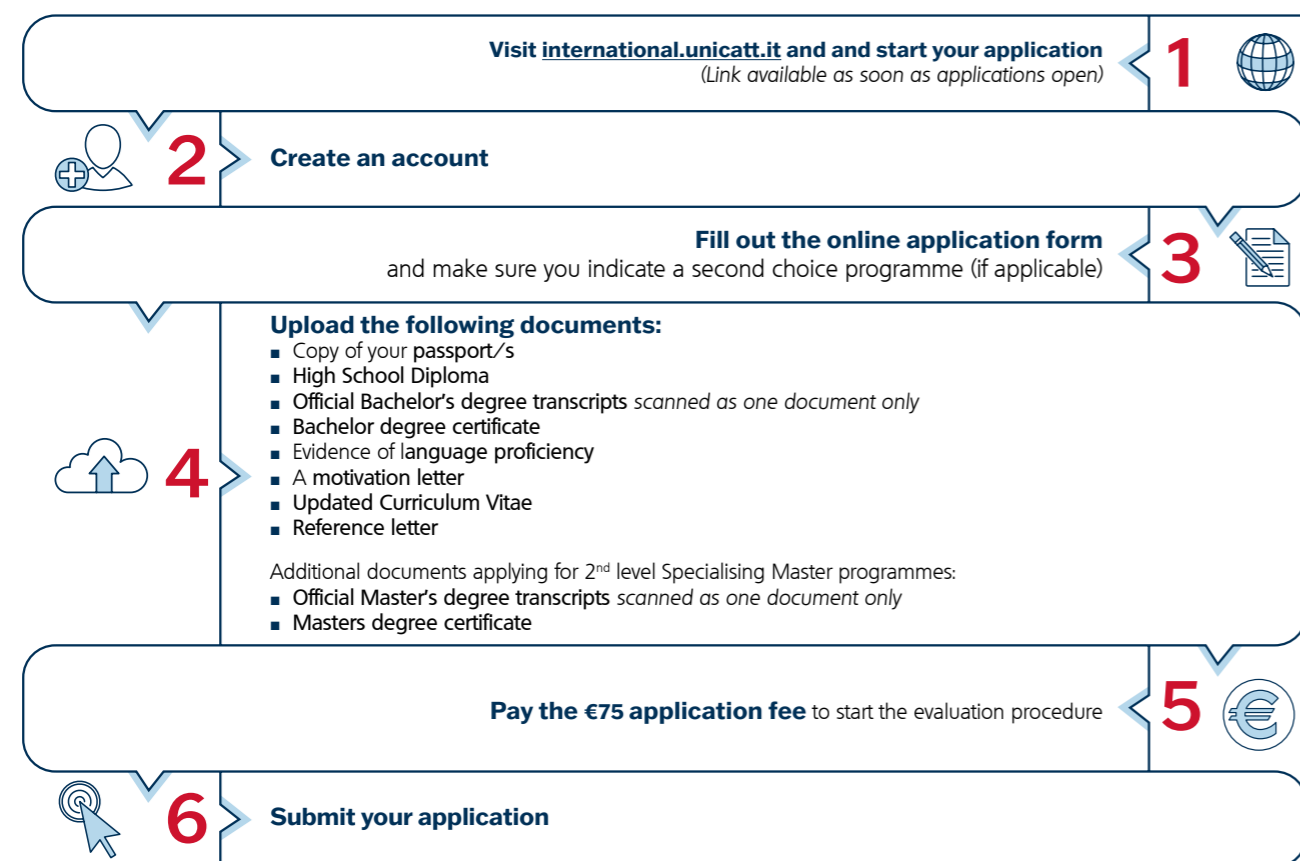 Visit international.unicatt.it and and start your application
(Link available as soon as applications open)
1
2
Create an account
Fill out the online application form
and make sure you indicate a second choice programme (if applicable)
3
4
Upload the following documents:
■ Copy of your passport/s
■ High School Diploma
■ Official Bachelor's degree transcripts scanned as one document only
■ Bachelor degree certificate
■ Evidence of language proficiency
■ A motivation letter
■ Updated Curriculum Vitae
■ Reference letter
Additional documents applying for 2nd level Specialising Master programmes:
■ Official Master's degree transcripts scanned as one document only
■ Masters degree certificate
Pay the €75 application fee to start the evaluation procedure
5
€
6
Submit your application